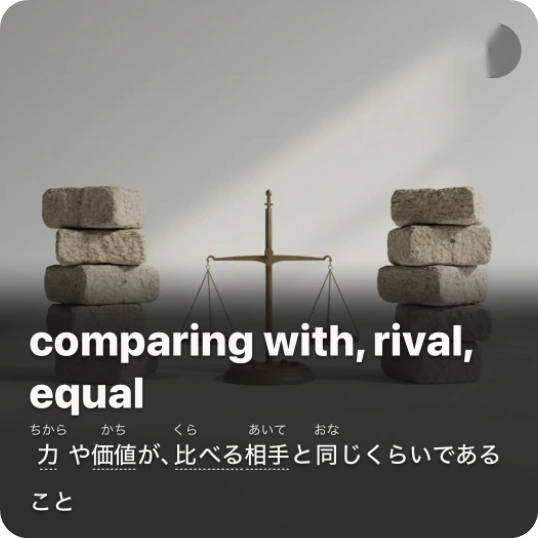 comparing with, rival,
equal
ちから かち くら あいて おな
力や価値が、比べる相手と同じくらいである
こと